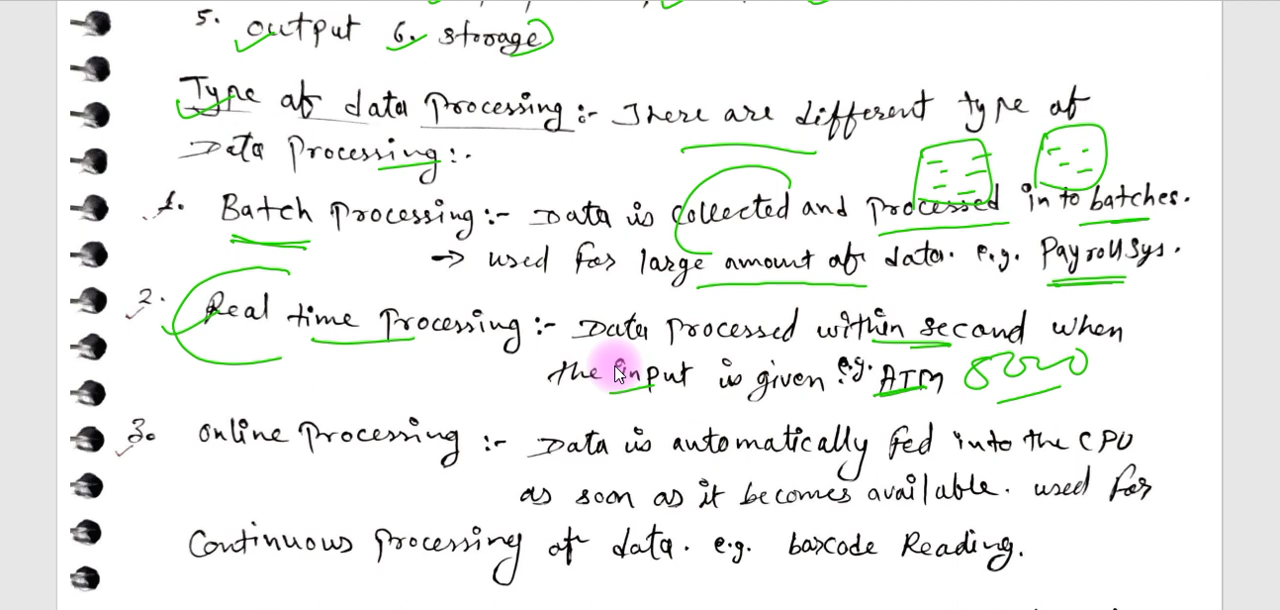 5. output 6. storage
Type of data Processing :- There are different type of
Data Processing :-
1. Batch Processing :- Data is collected and Processed in to batches.
→ used for large amount of data. e.g. Payroll Sys.
2. Real time Processing :- Data Processed within second when
the input is given e.g. ATM 5000
3. Online Processing :- Data is automatically fed into the CPU
as soon as it becomes available. used for
Continuous Processing of data. e.g. barcode Reading.